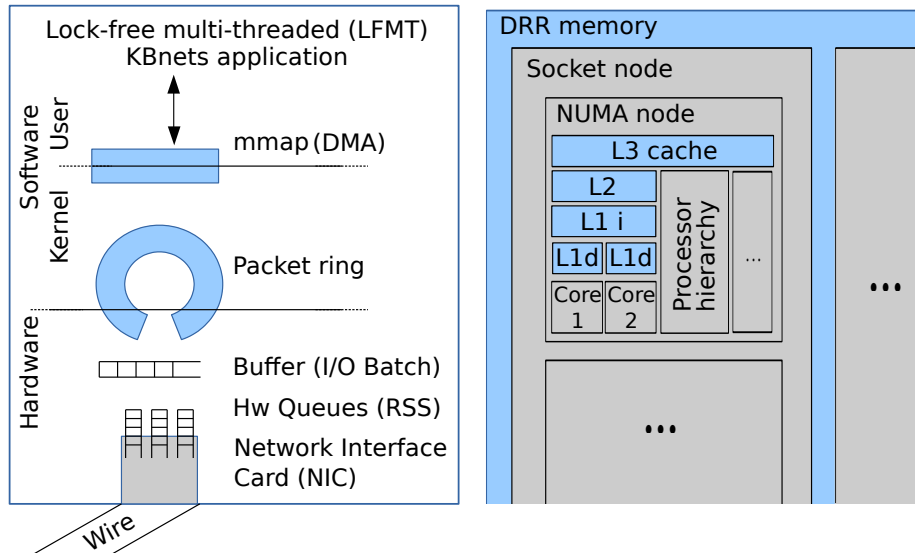 Lock-free multi-threaded (LFMT)
KBnets application
Software
User
Kernel
Hardware
mmap (DMA)
Packet ring
Buffer (I/O Batch)
Hw Queues (RSS)
Network Interface
Card (NIC)
Wire
DRR memory
Socket node
NUMA node
L3 cache
L2
L1 i
L1d L1d
Core Core
1 2
Processor
hierarchy
...
...
...